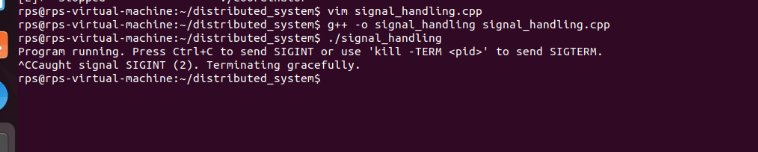 rps@rps-virtual-machine:~/distributed_system$ vim signal_handling.cpp
rps@rps-virtual-machine:~/distributed_system$ g++ -o signal_handling signal_handling.cpp
rps@rps-virtual-machine:~/distributed_system$ ./signal_handling
Program running. Press Ctrl+C to send SIGINT or use 'kill -TERM <pid>' to send SIGTERM.
^CCaught signal SIGINT (2). Terminating gracefully.
rps@rps-virtual-machine:~/distributed_system$